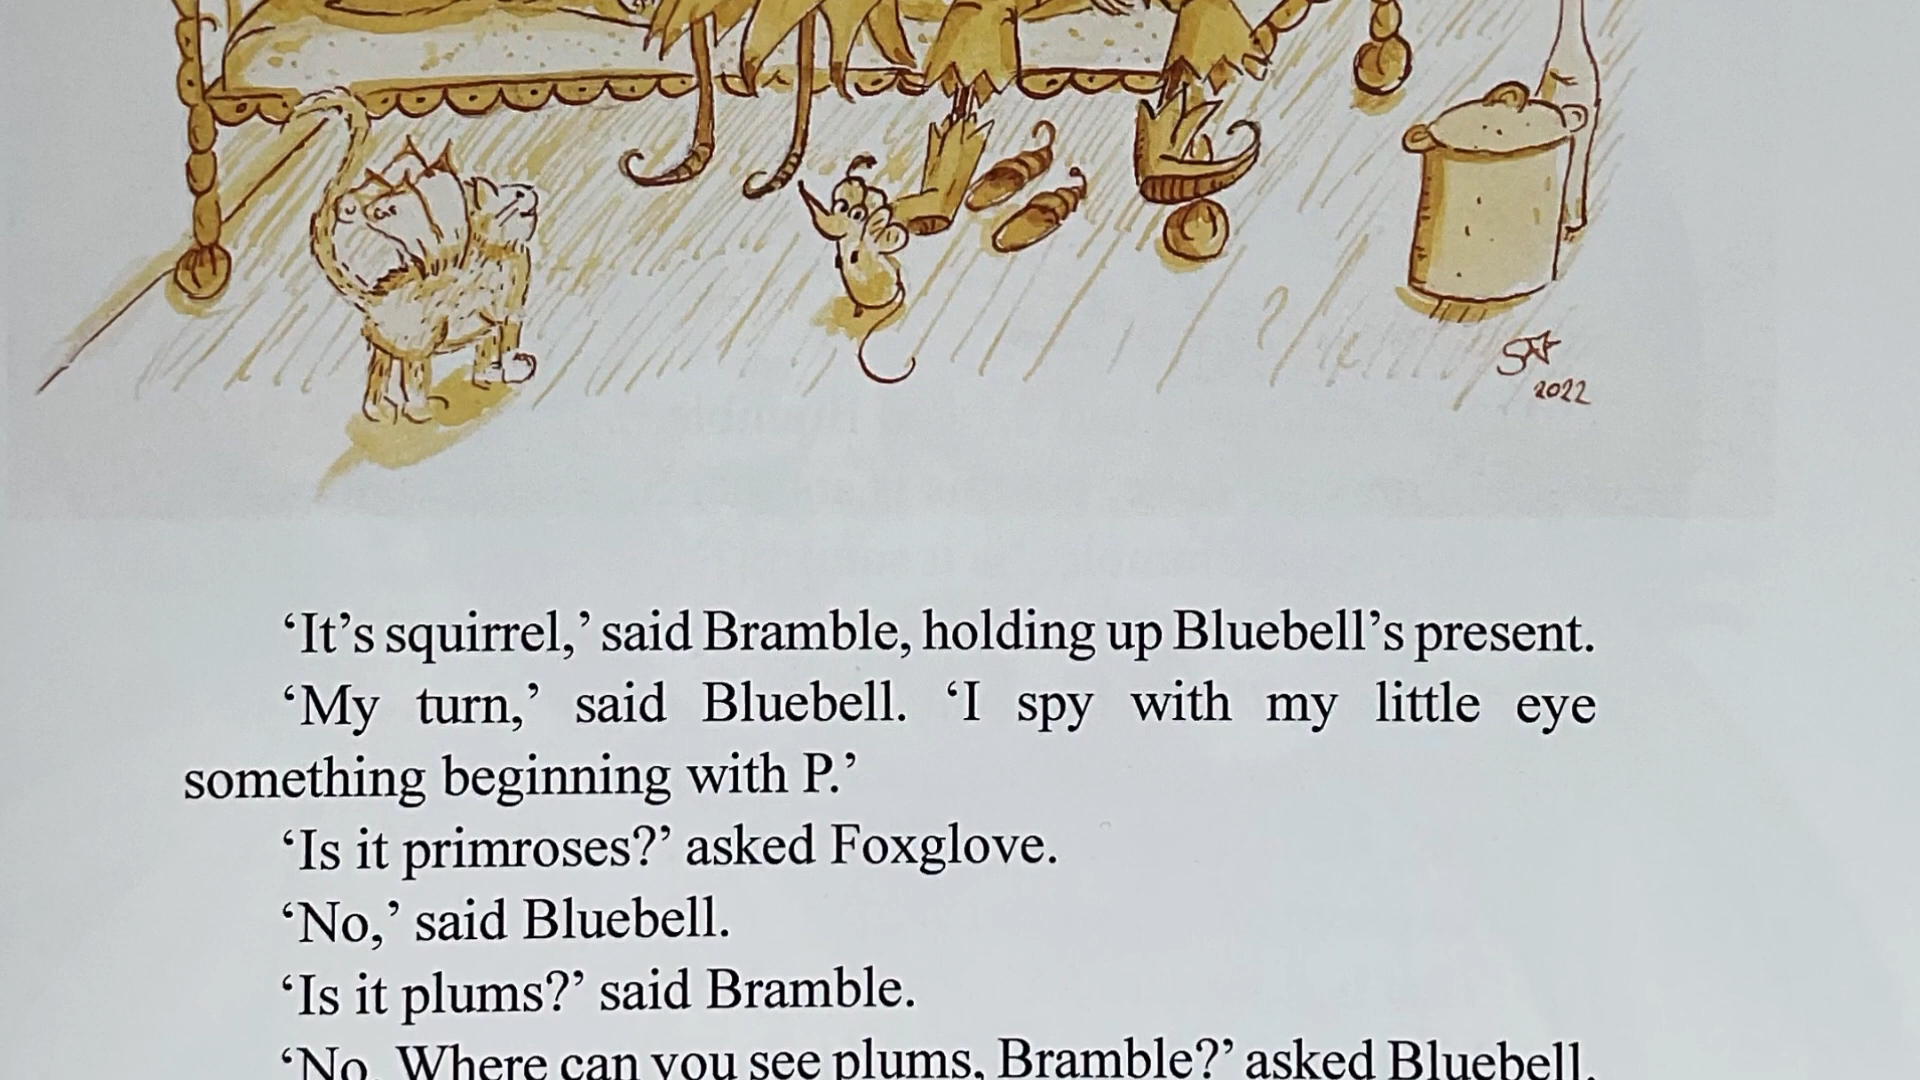 2022
‘It’s squirrel,’ said Bramble, holding up Bluebell’s present.
‘My turn,’ said Bluebell. ‘I spy with my little eye
something beginning with P.’
‘Is it primroses?’ asked Foxglove.
‘No,’ said Bluebell.
‘Is it plums?’ said Bramble.
‘No. Where can you see plums, Bramble?’ asked Bluebell.